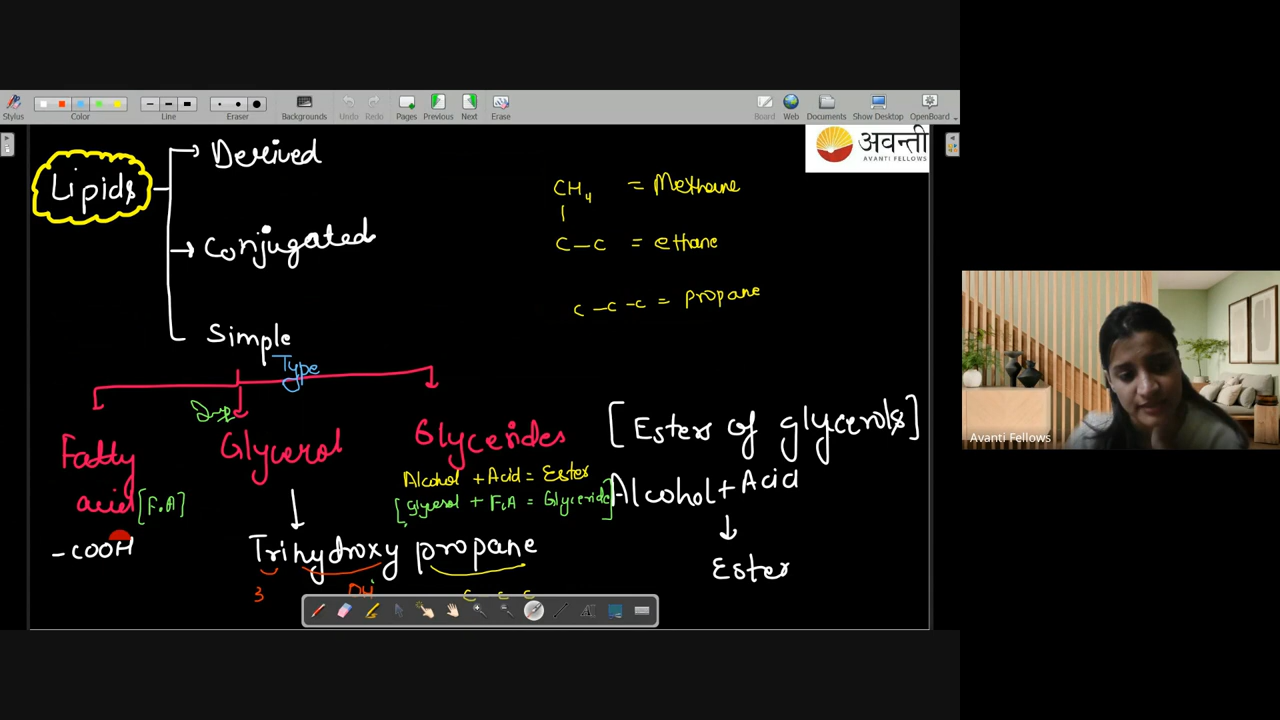 Stylus
Color
Line
Eraser
Backgrounds
Undo
Redo
Pages
Previous
Next
Erase
Board
Web
Documents
Show Desktop
OpenBoard
अवन्ती
AVANTI FELLOWS
Lipids
Derived
Conjugated
Simple
Type
CH4 = Methane
C-C = ethane
C-C-C = propane
Fatty
acid [F.A]
-COOH
Glycerol
Glycerides
[Esters of glycerols]
Alcohol + Acid = Ester
[Glycerol + F.A = Glyceride]
Alcohol + Acid
Ester
Trihydroxy propane
3
C C C
Avanti Fellows